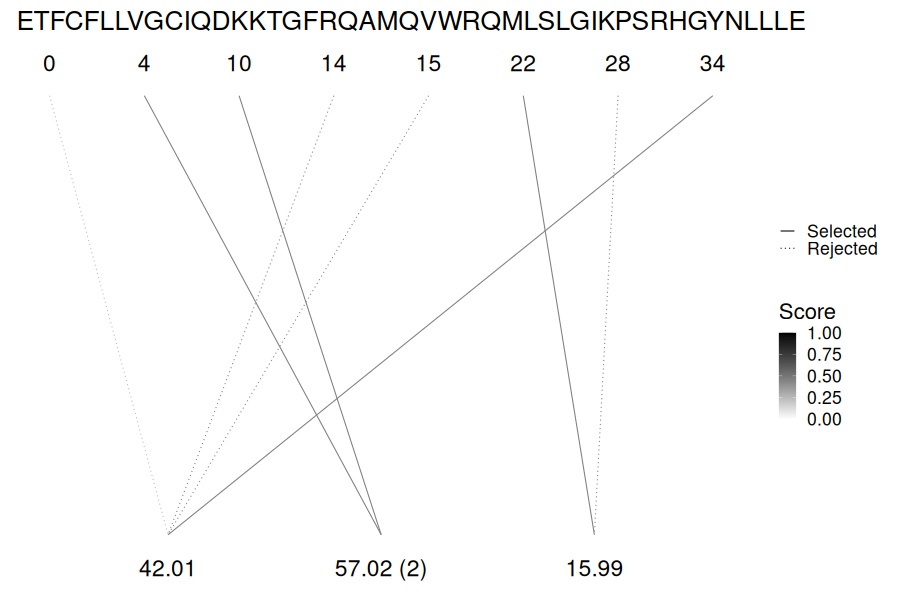 ETFCFLLVGCIQDKKTGFRQAMQVWRQMLSLGIKPSRHGYNLLLE
0 4 10 14 15 22 28 34
Selected
Rejected
Score
1.00
0.75
0.50
0.25
0.00
42.01 57.02 (2) 15.99